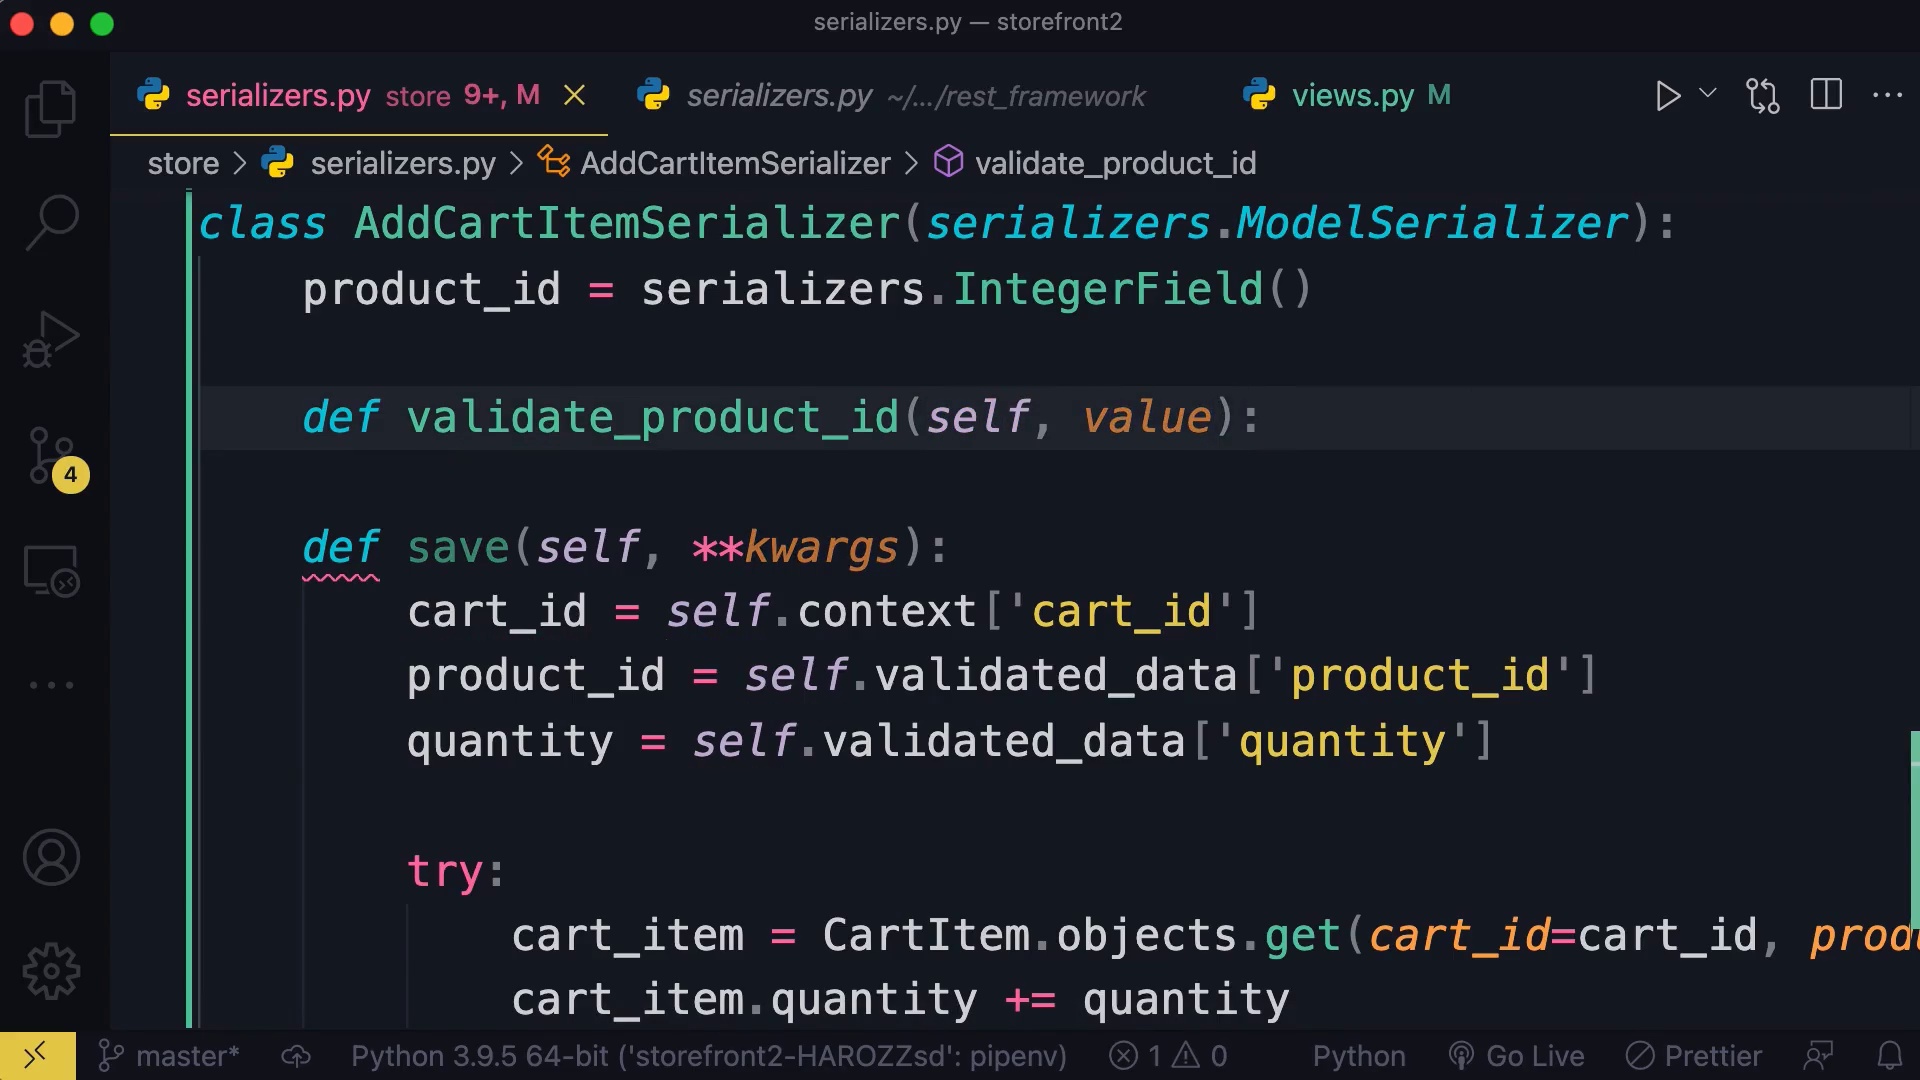 serializers.py — storefront2
serializers.py store 9+, M
serializers.py ~/.../rest_framework
views.py M
store > serializers.py > AddCartItemSerializer > validate_product_id
class AddCartItemSerializer(serializers.ModelSerializer):
    product_id = serializers.IntegerField()
    def validate_product_id(self, value):
    def save(self, **kwargs):
        cart_id = self.context['cart_id']
        product_id = self.validated_data['product_id']
        quantity = self.validated_data['quantity']
        try:
            cart_item = CartItem.objects.get(cart_id=cart_id, produ
            cart_item.quantity += quantity
4
master* Python 3.9.5 64-bit ('storefront2-HAROZZsd': pipenv) 1 0 Python Go Live Prettier